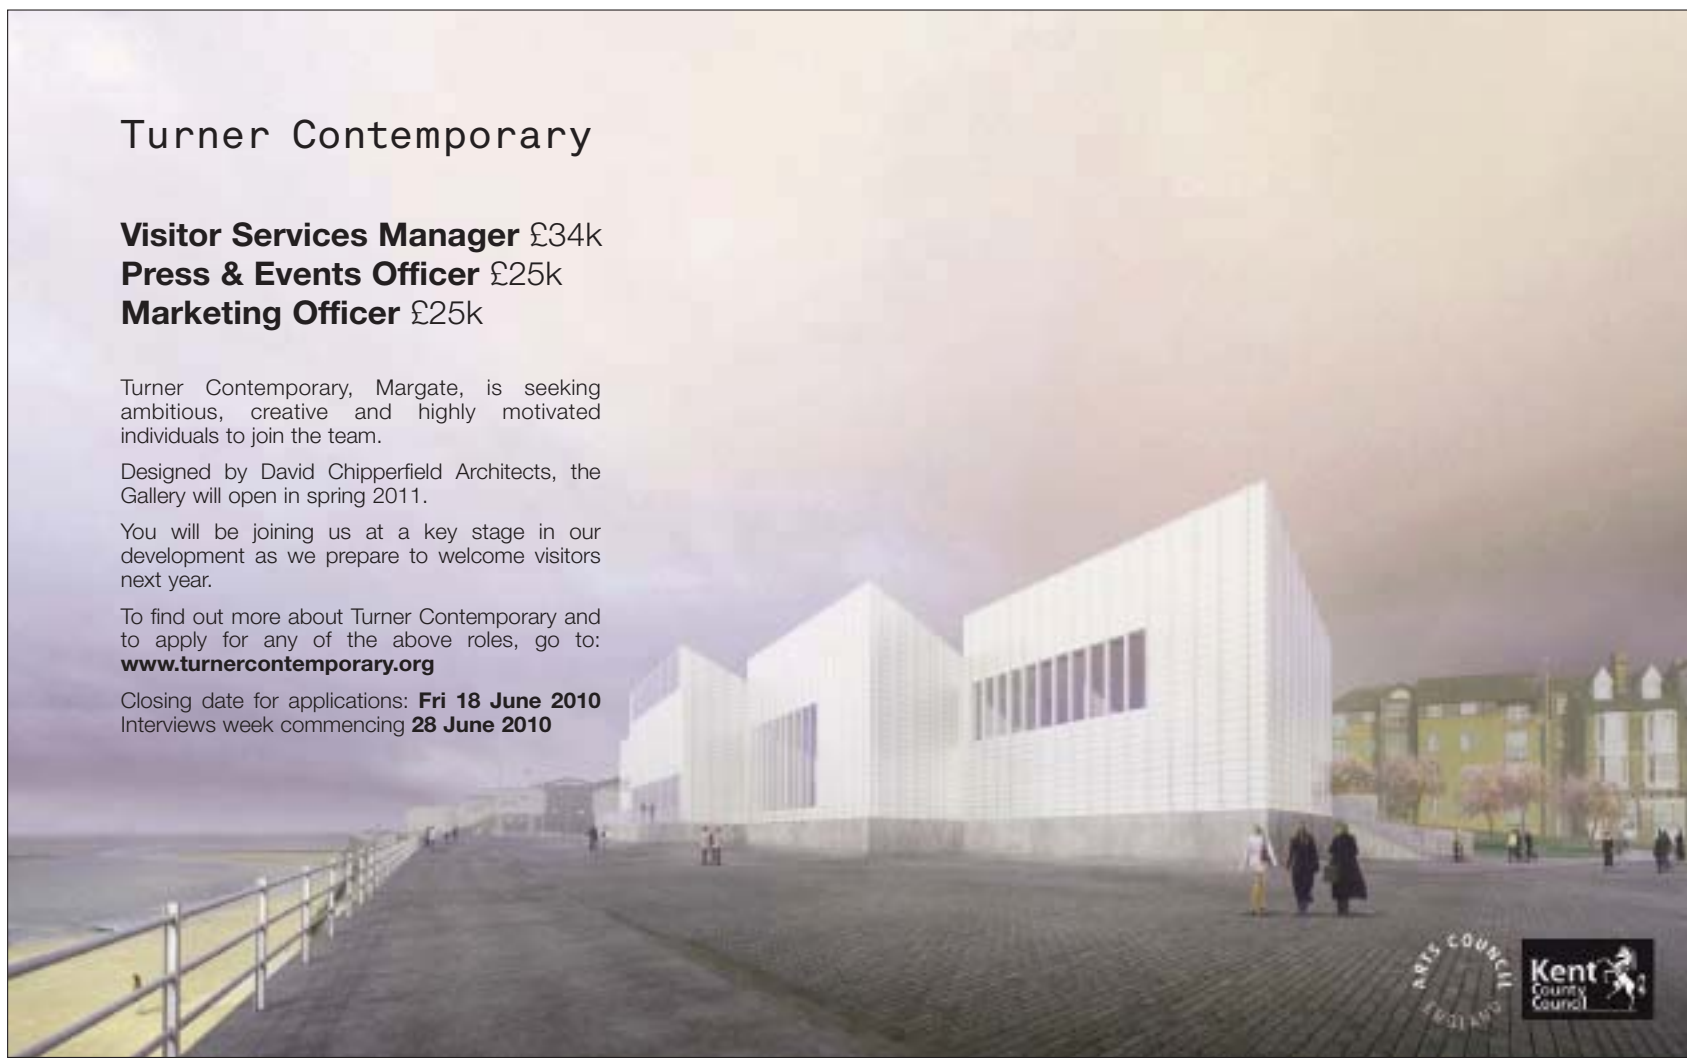 Turner Contemporary
Visitor Services Manager £34k
Press & Events Officer £25k
Marketing Officer £25k
Turner Contemporary, Margate, is seeking
ambitious, creative and highly motivated
individuals to join the team.
Designed by David Chipperfield Architects, the
Gallery will open in spring 2011.
You will be joining us at a key stage in our
development as we prepare to welcome visitors
next year.
To find out more about Turner Contemporary and
to apply for any of the above roles, go to:
www.turnercontemporary.org
Closing date for applications: Fri 18 June 2010
Interviews week commencing 28 June 2010
ARTS COUNCIL
ENGLAND
Kent
County
Council